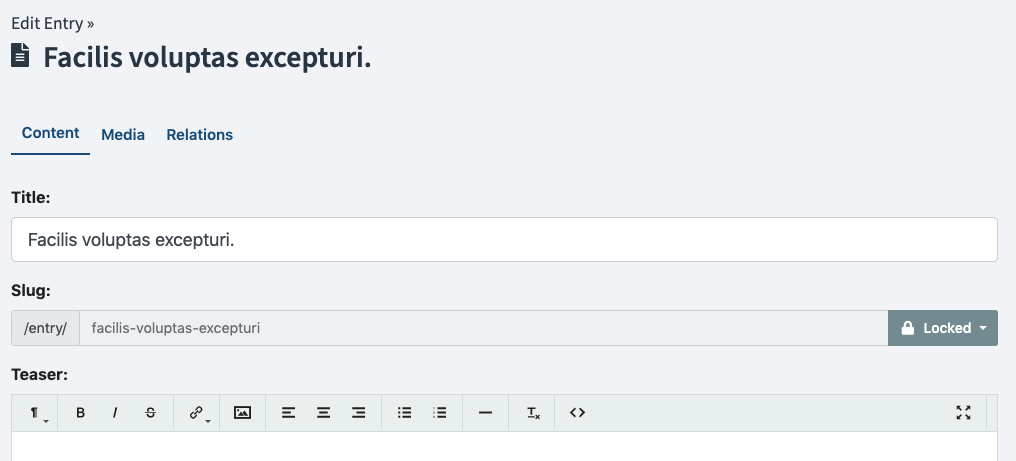 Edit Entry »
Facilis voluptas excepturi.
Content Media Relations
Title:
Facilis voluptas excepturi.
Slug:
/entry/ facilis-voluptas-excepturi Locked
Teaser:
¶ B I S T